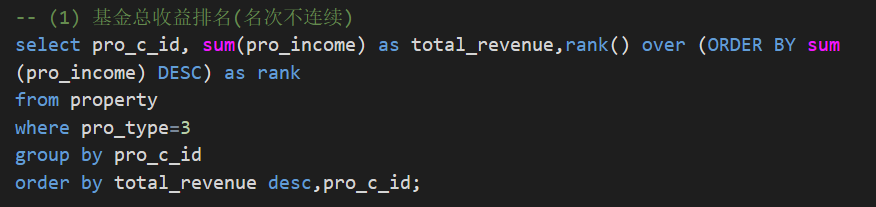 -- (1) 基金总收益排名(名次不连续)
select pro_c_id, sum(pro_income) as total_revenue,rank() over (ORDER BY sum
(pro_income) DESC) as rank
from property
where pro_type=3
group by pro_c_id
order by total_revenue desc,pro_c_id;